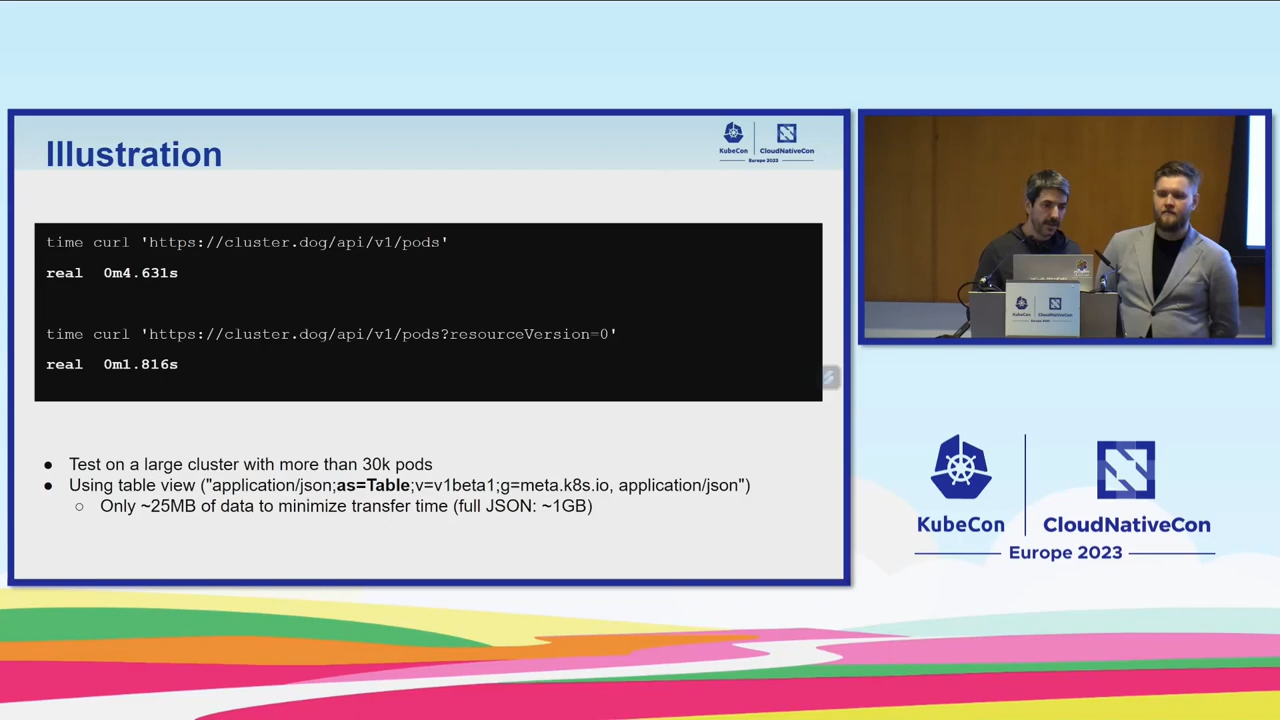 Illustration
KubeCon
CloudNativeCon
Europe 2023
time curl 'https://cluster.dog/api/v1/pods'
real 0m4.631s
time curl 'https://cluster.dog/api/v1/pods?resourceVersion=0'
real 0m1.816s
● Test on a large cluster with more than 30k pods
● Using table view ("application/json;as=Table;v=v1beta1;g=meta.k8s.io, application/json")
○ Only ~25MB of data to minimize transfer time (full JSON: ~1GB)
KubeCon
CloudNativeCon
Europe 2023